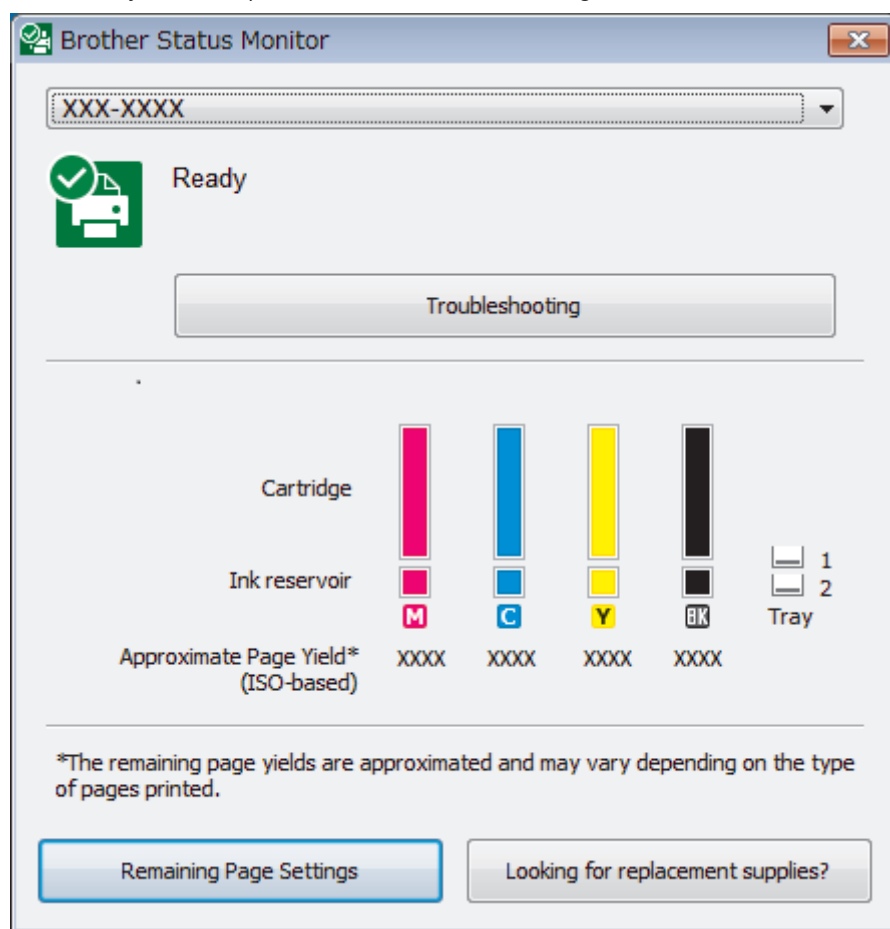 Brother Status Monitor
XXX-XXXX
Ready
Troubleshooting
Cartridge
Ink reservoir
1
2
M C Y BK Tray
Approximate Page Yield* XXXX XXXX XXXX XXXX
(ISO-based)
*The remaining page yields are approximated and may vary depending on the type
of pages printed.
Remaining Page Settings
Looking for replacement supplies?